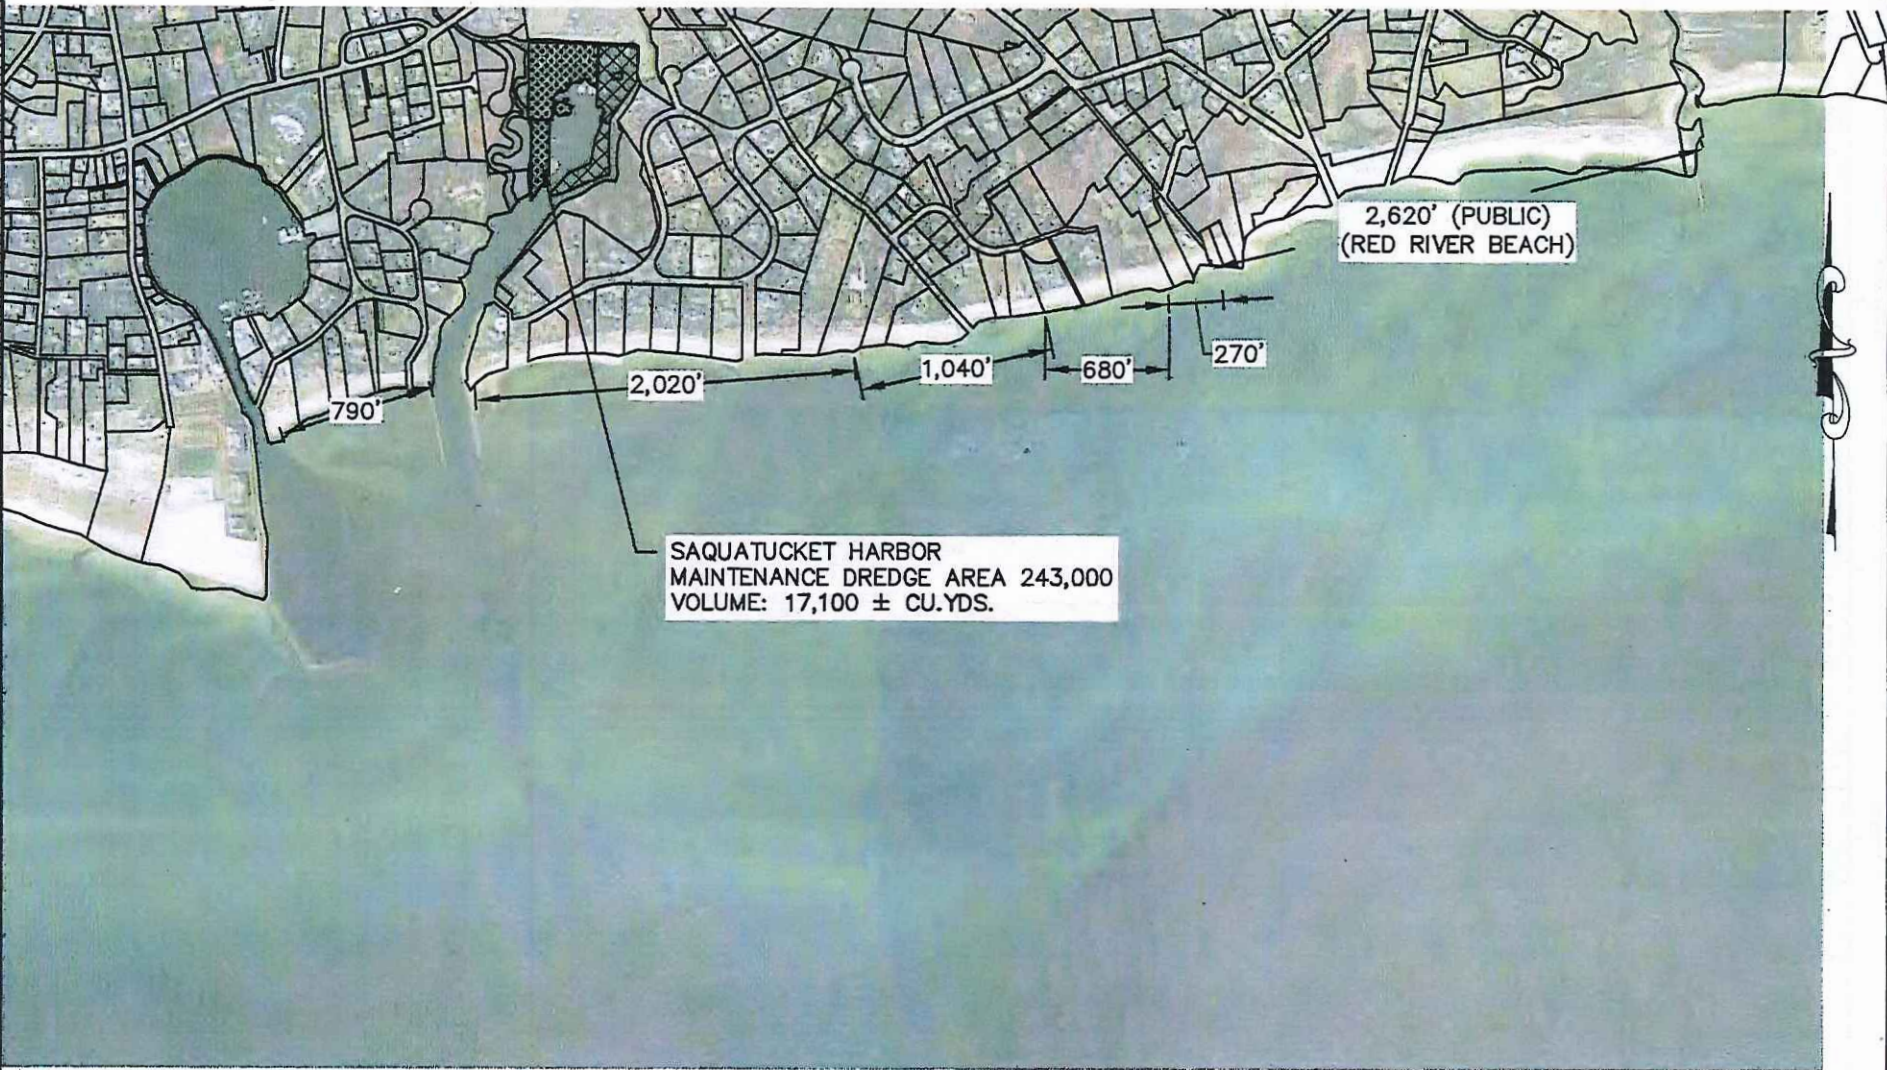 2,620' (PUBLIC)
(RED RIVER BEACH)
270'
680'
1,040'
2,020'
790'
SAQUATUCKET HARBOR
MAINTENANCE DREDGE AREA 243,000
VOLUME: 17,100 ± CU.YDS.